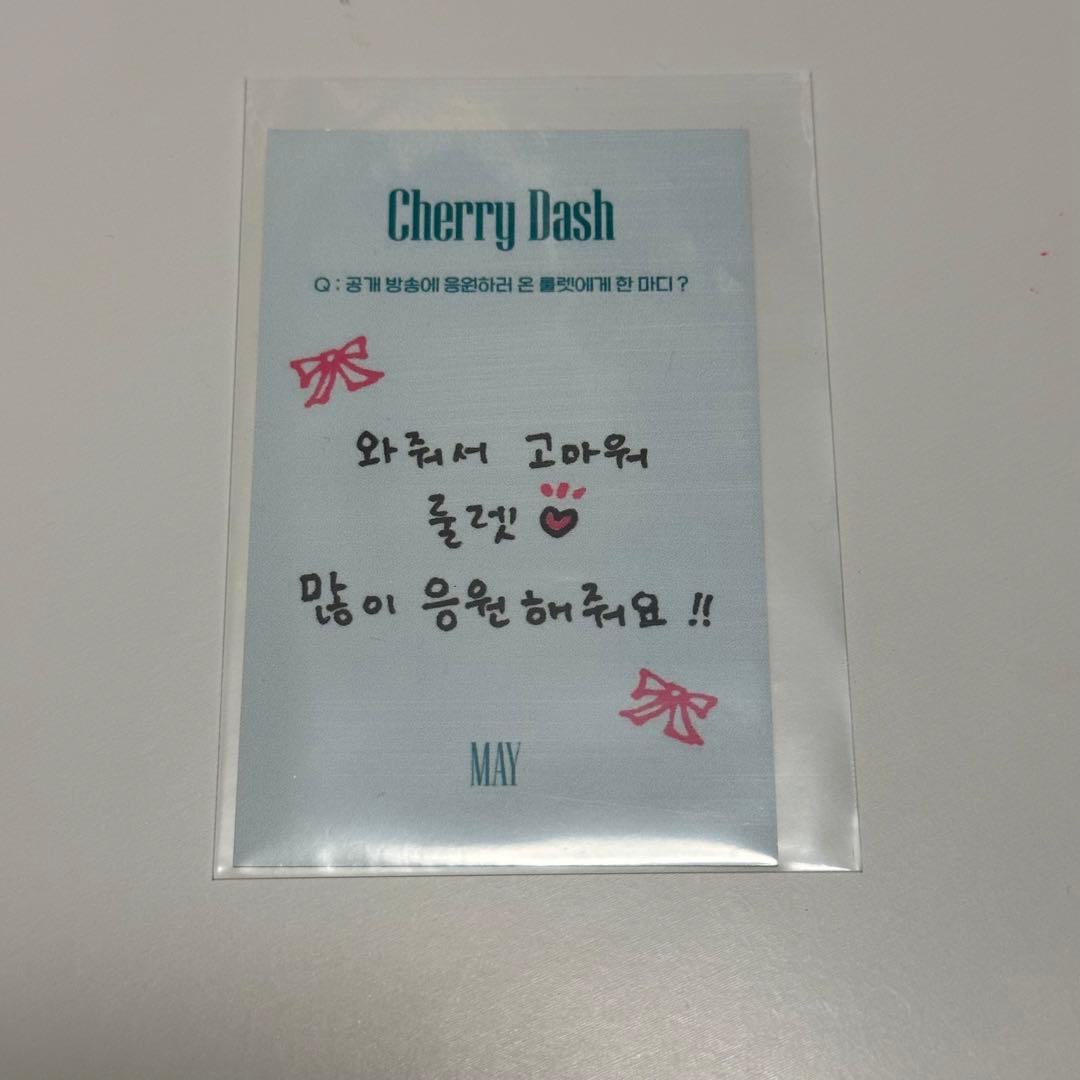 Cherry Dash
Q : 공개 방송에 응원하러 온 룰렛에게 한 마디 ?
와줘서 고마워
룰렛
많이 응원해줘요 !!
MAY